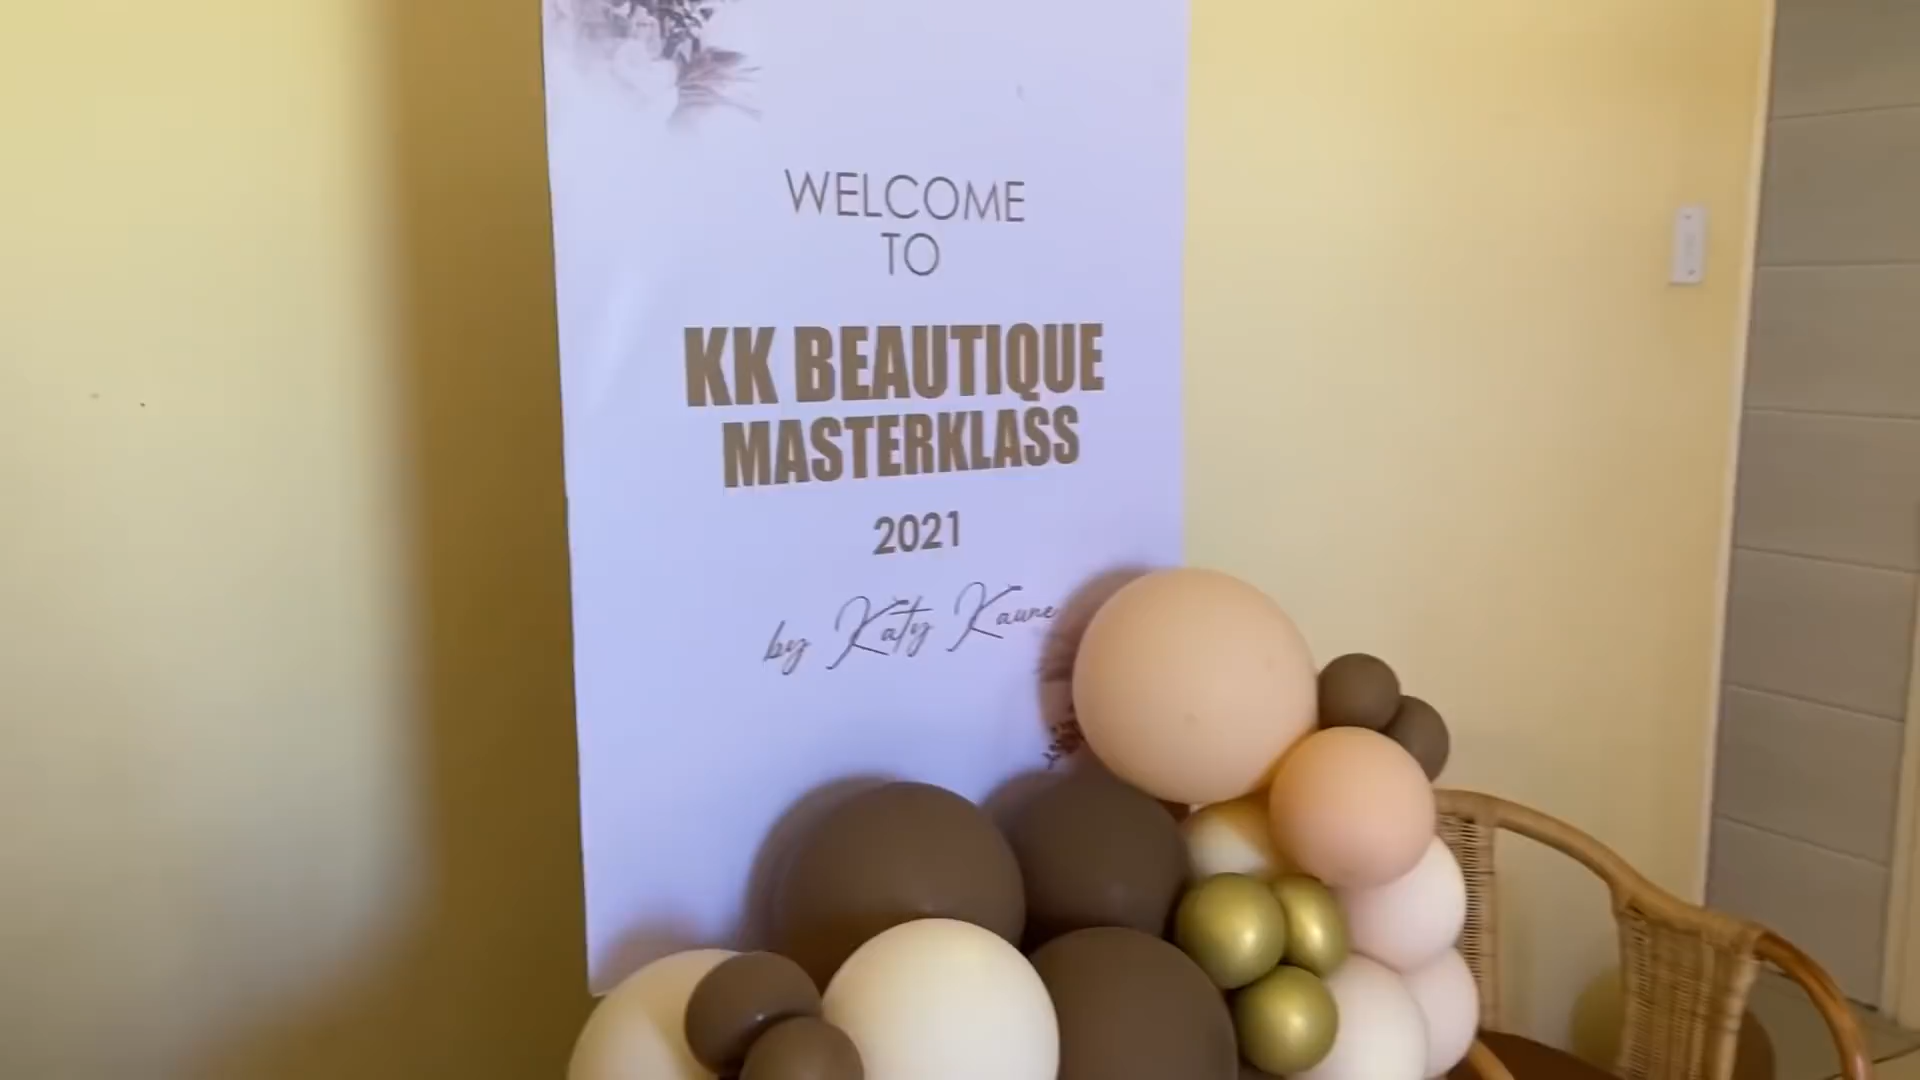 WELCOME
TO
KK BEAUTIQUE
MASTERKLASS
2021
by Katy Kaune